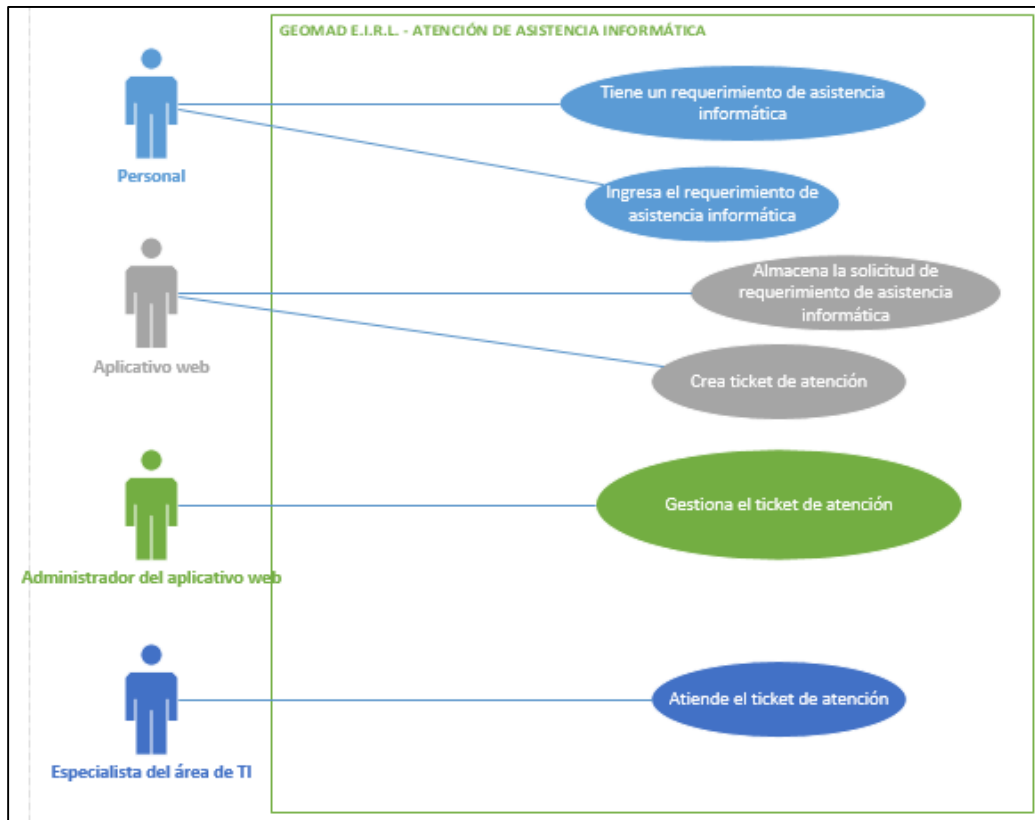 GEOMAD E.I.R.L. - ATENCIÓN DE ASISTENCIA INFORMÁTICA
Tiene un requerimiento de asistencia
informática
Personal
Ingresa el requerimiento de
asistencia informática
Almacena la solicitud de
requerimiento de asistencia
informática
Aplicativo web
Crea ticket de atención
Gestiona el ticket de atención
Administrador del aplicativo web
Atiende el ticket de atención
Especialista del área de TI